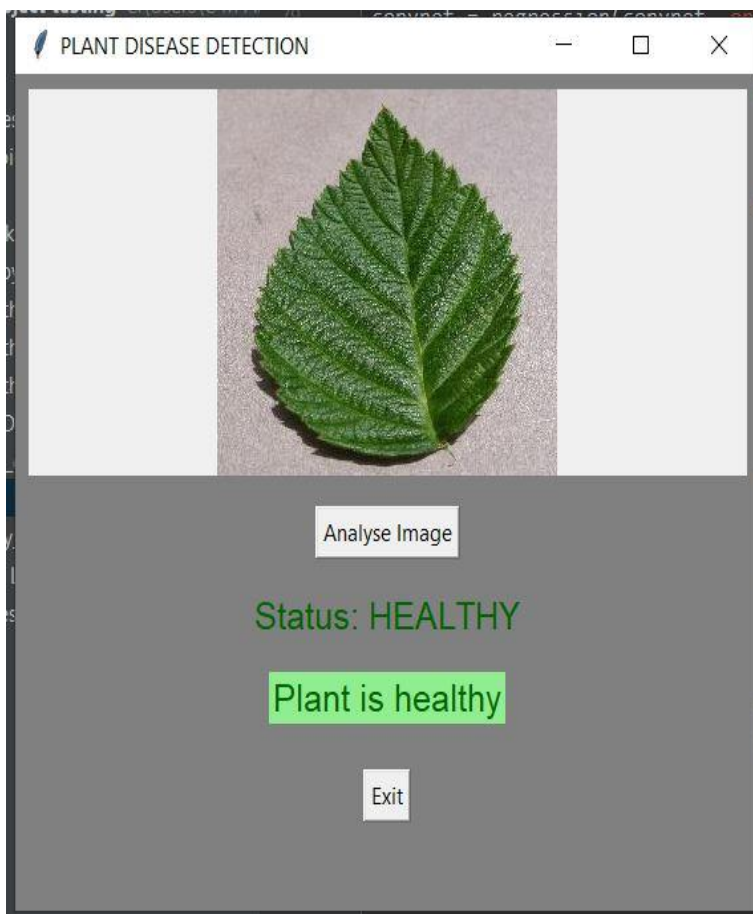 PLANT DISEASE DETECTION
Analyse Image
Status: HEALTHY
Plant is healthy
Exit